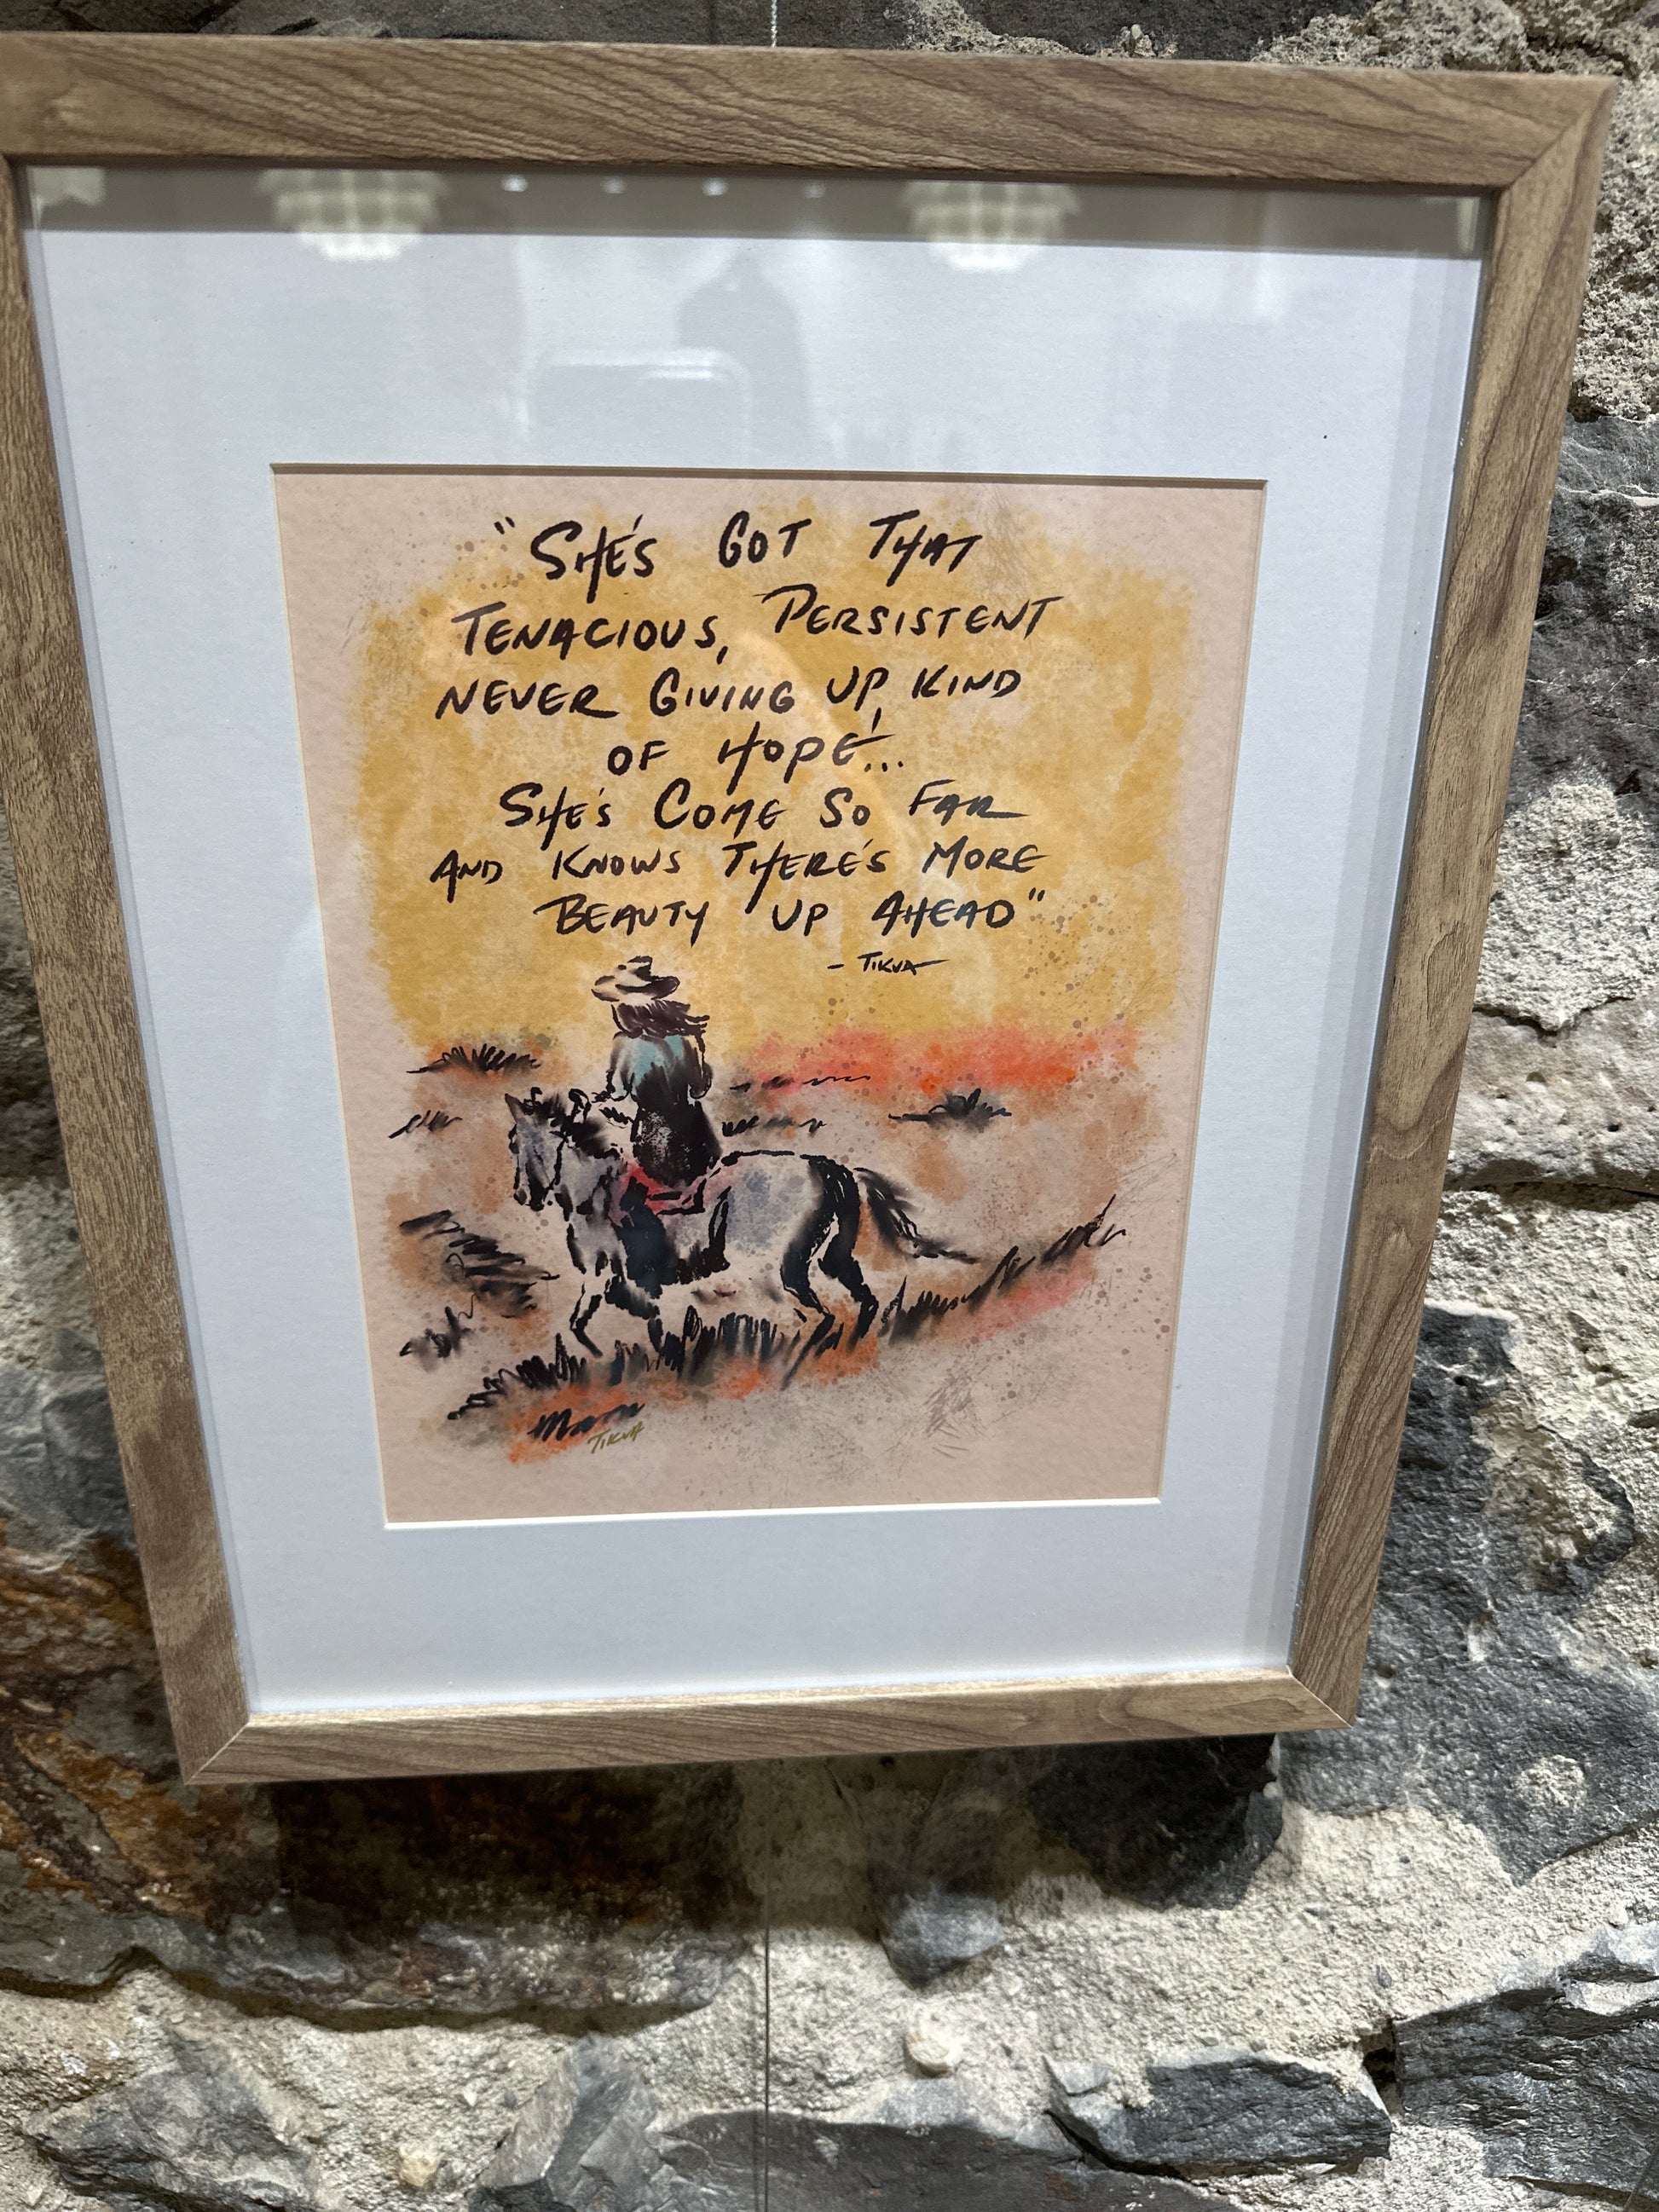 "SHE'S GOT THAT
TENACIOUS, PERSISTENT
NEVER GIVING UP, KIND
OF HOPE...
SHE'S COME SO FAR
AND KNOWS THERE'S MORE
BEAUTY UP AHEAD"
- TIKVA
TIKVA